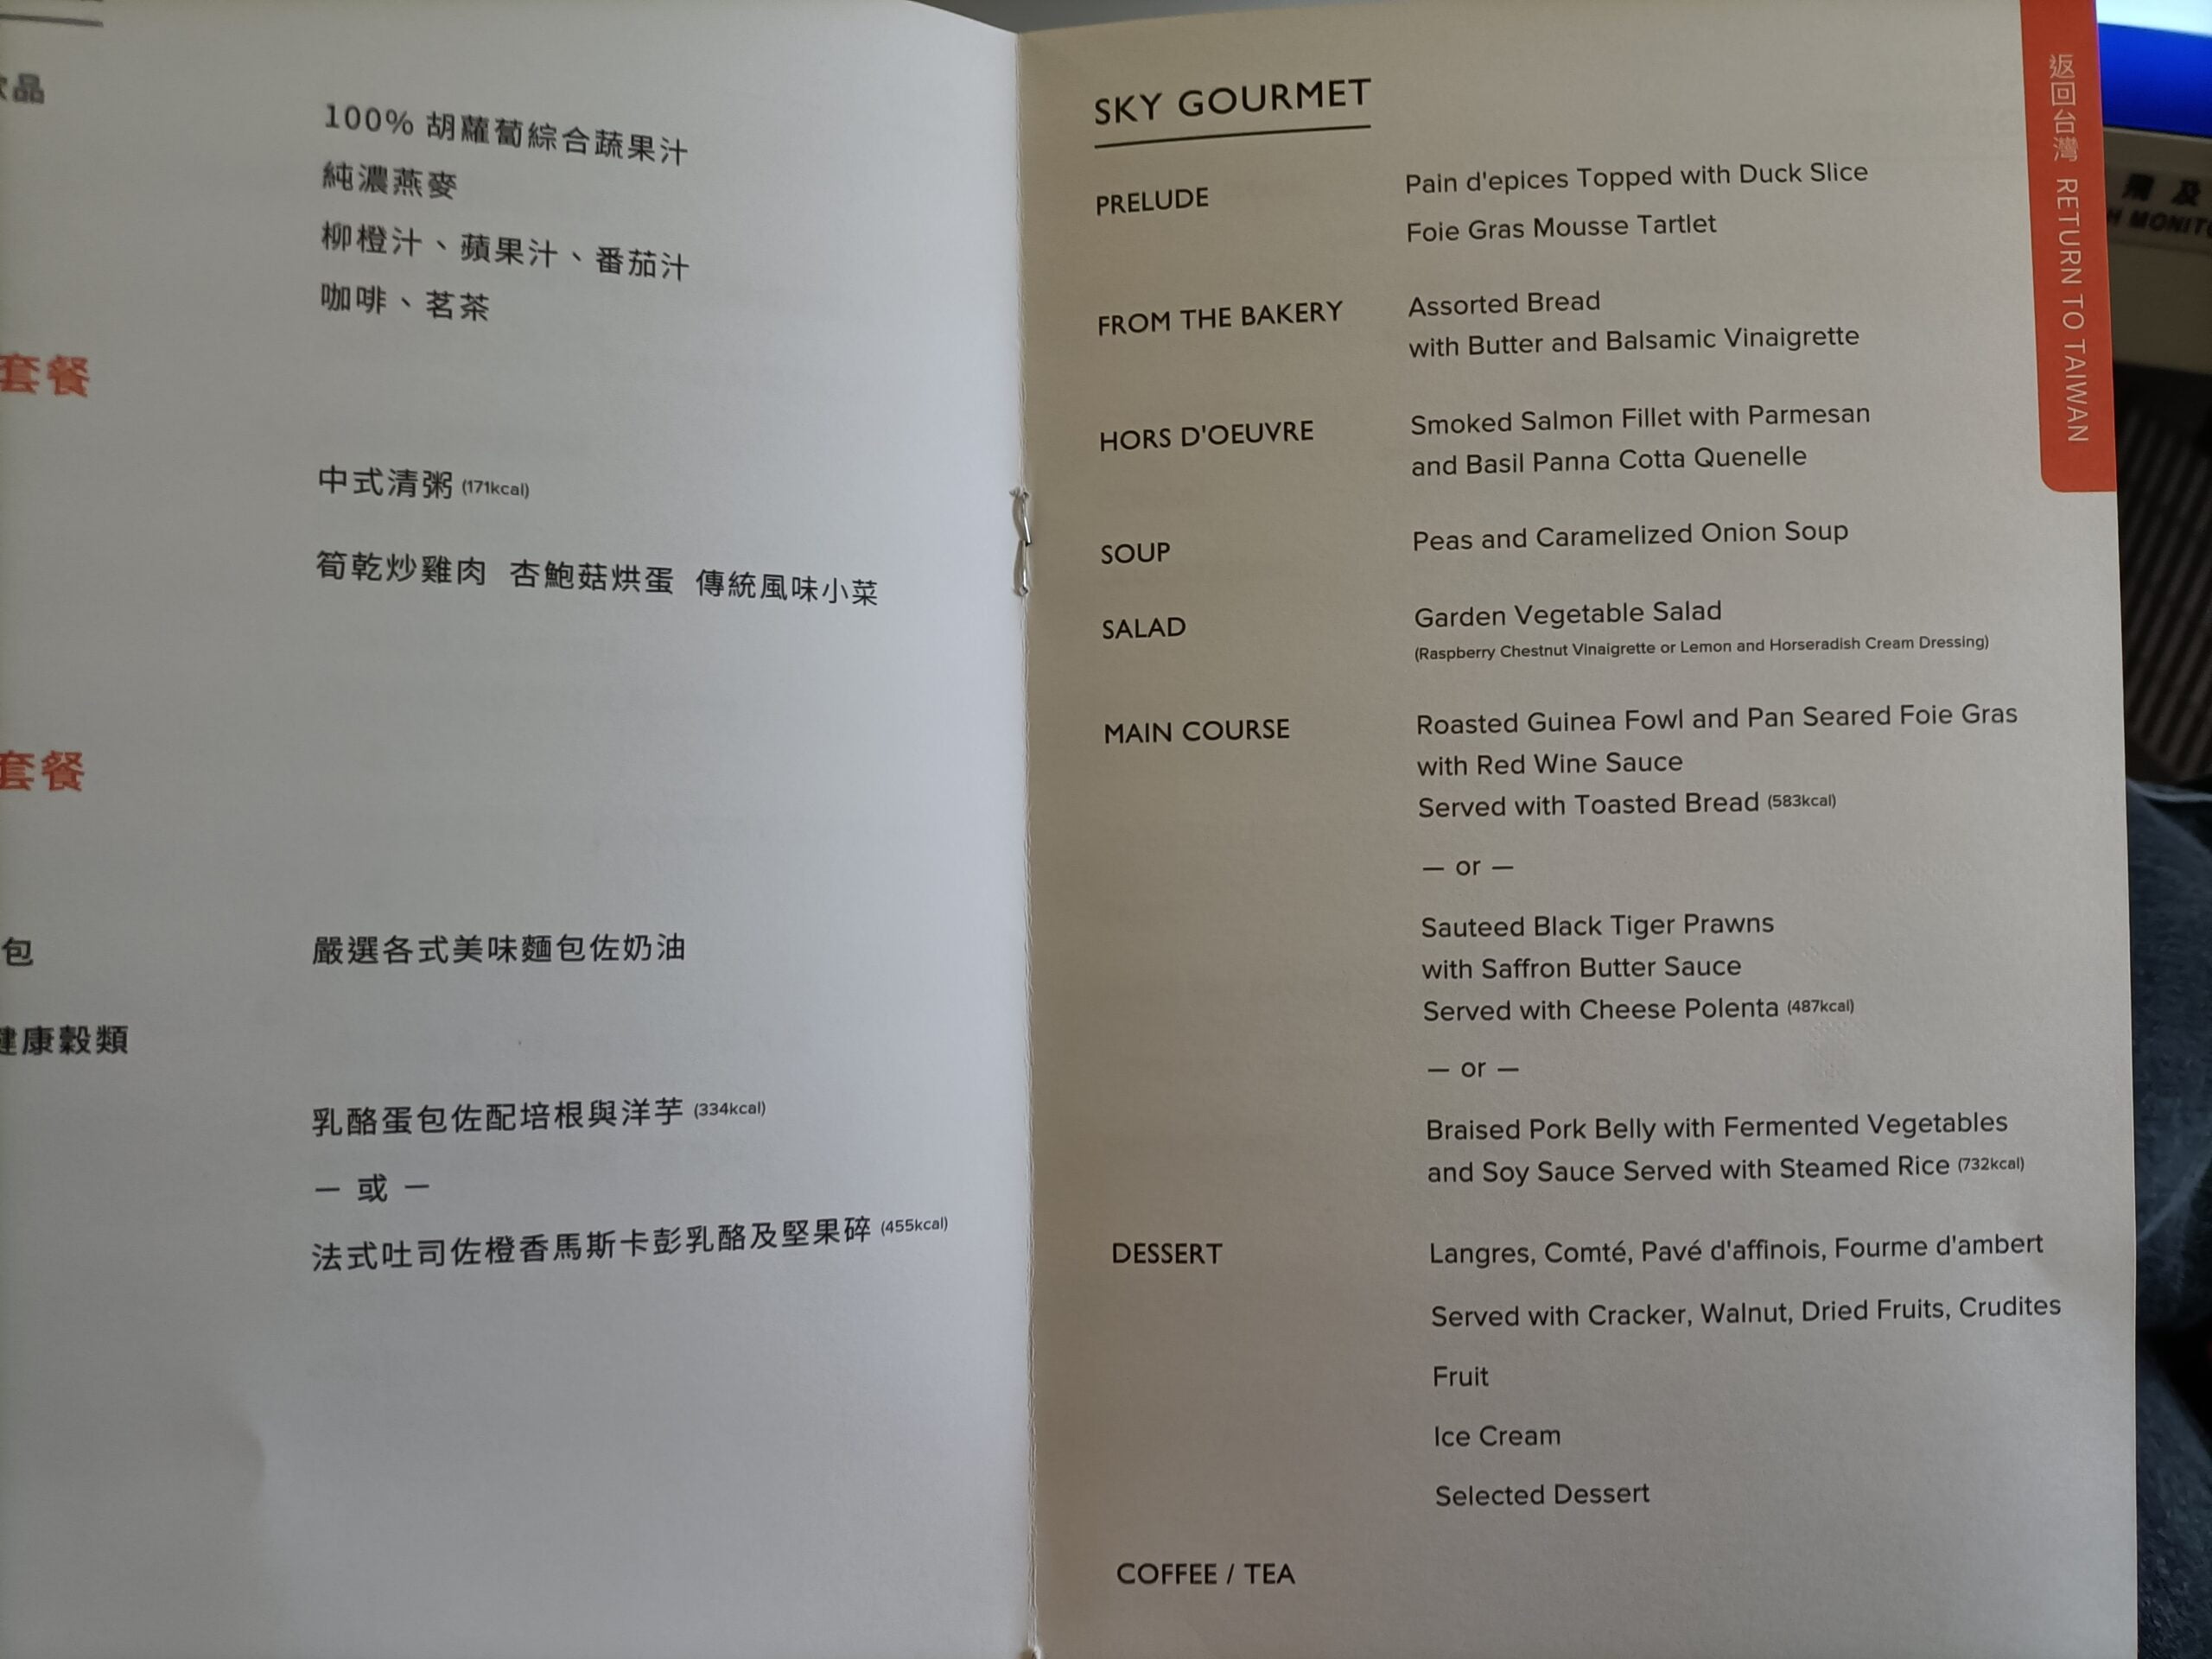 飲品
100% 胡蘿蔔綜合蔬果汁
純濃燕麥
柳橙汁、蘋果汁、番茄汁
咖啡、茗茶
套餐
中式清粥 (171kcal)
筍乾炒雞肉 杏鮑菇烘蛋 傳統風味小菜
套餐
包
嚴選各式美味麵包佐奶油
健康穀類
乳酪蛋包佐配培根與洋芋 (334kcal)
— 或 —
法式吐司佐橙香馬斯卡彭乳酪及堅果碎 (455kcal)
SKY GOURMET
PRELUDE
Pain d'epices Topped with Duck Slice
Foie Gras Mousse Tartlet
FROM THE BAKERY
Assorted Bread
with Butter and Balsamic Vinaigrette
HORS D'OEUVRE
Smoked Salmon Fillet with Parmesan
and Basil Panna Cotta Quenelle
SOUP
Peas and Caramelized Onion Soup
SALAD
Garden Vegetable Salad
(Raspberry Chestnut Vinaigrette or Lemon and Horseradish Cream Dressing)
MAIN COURSE
Roasted Guinea Fowl and Pan Seared Foie Gras
with Red Wine Sauce
Served with Toasted Bread (583kcal)
— or —
Sauteed Black Tiger Prawns
with Saffron Butter Sauce
Served with Cheese Polenta (487kcal)
— or —
Braised Pork Belly with Fermented Vegetables
and Soy Sauce Served with Steamed Rice (732kcal)
DESSERT
Langres, Comté, Pavé d'affinois, Fourme d'ambert
Served with Cracker, Walnut, Dried Fruits, Crudites
Fruit
Ice Cream
Selected Dessert
COFFEE / TEA
返回台灣 RETURN TO TAIWAN
飛 及